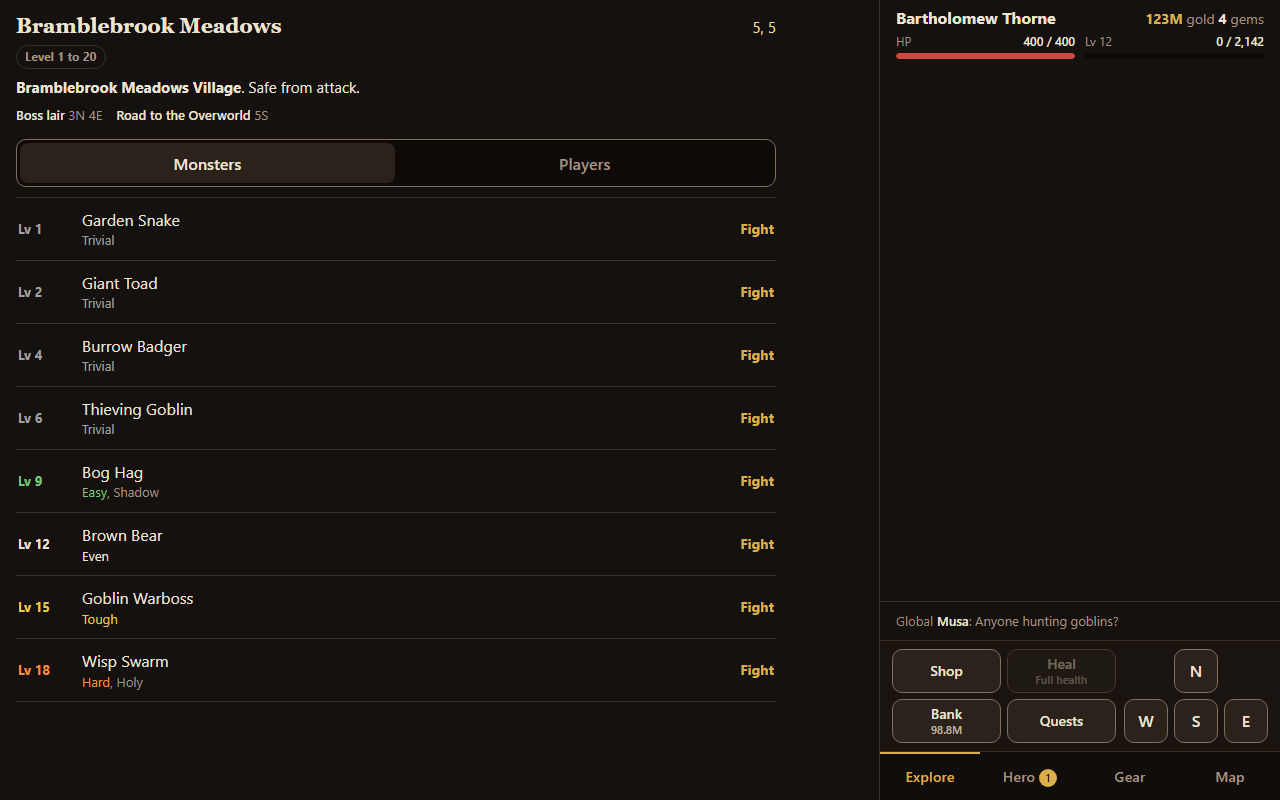 Bramblebrook Meadows
5, 5
Level 1 to 20
Bramblebrook Meadows Village. Safe from attack.
Boss lair 3N 4E Road to the Overworld 5S
Monsters Players
Lv 1 Garden Snake Fight
Trivial
Lv 2 Giant Toad Fight
Trivial
Lv 4 Burrow Badger Fight
Trivial
Lv 6 Thieving Goblin Fight
Trivial
Lv 9 Bog Hag Fight
Easy, Shadow
Lv 12 Brown Bear Fight
Even
Lv 15 Goblin Warboss Fight
Tough
Lv 18 Wisp Swarm Fight
Hard, Holy
Bartholomew Thorne 123M gold 4 gems
HP 400 / 400 Lv 12 0 / 2,142
Global Musa: Anyone hunting goblins?
Shop
Heal
Full health
N
Bank
98.8M
Quests
W S E
Explore Hero 1 Gear Map